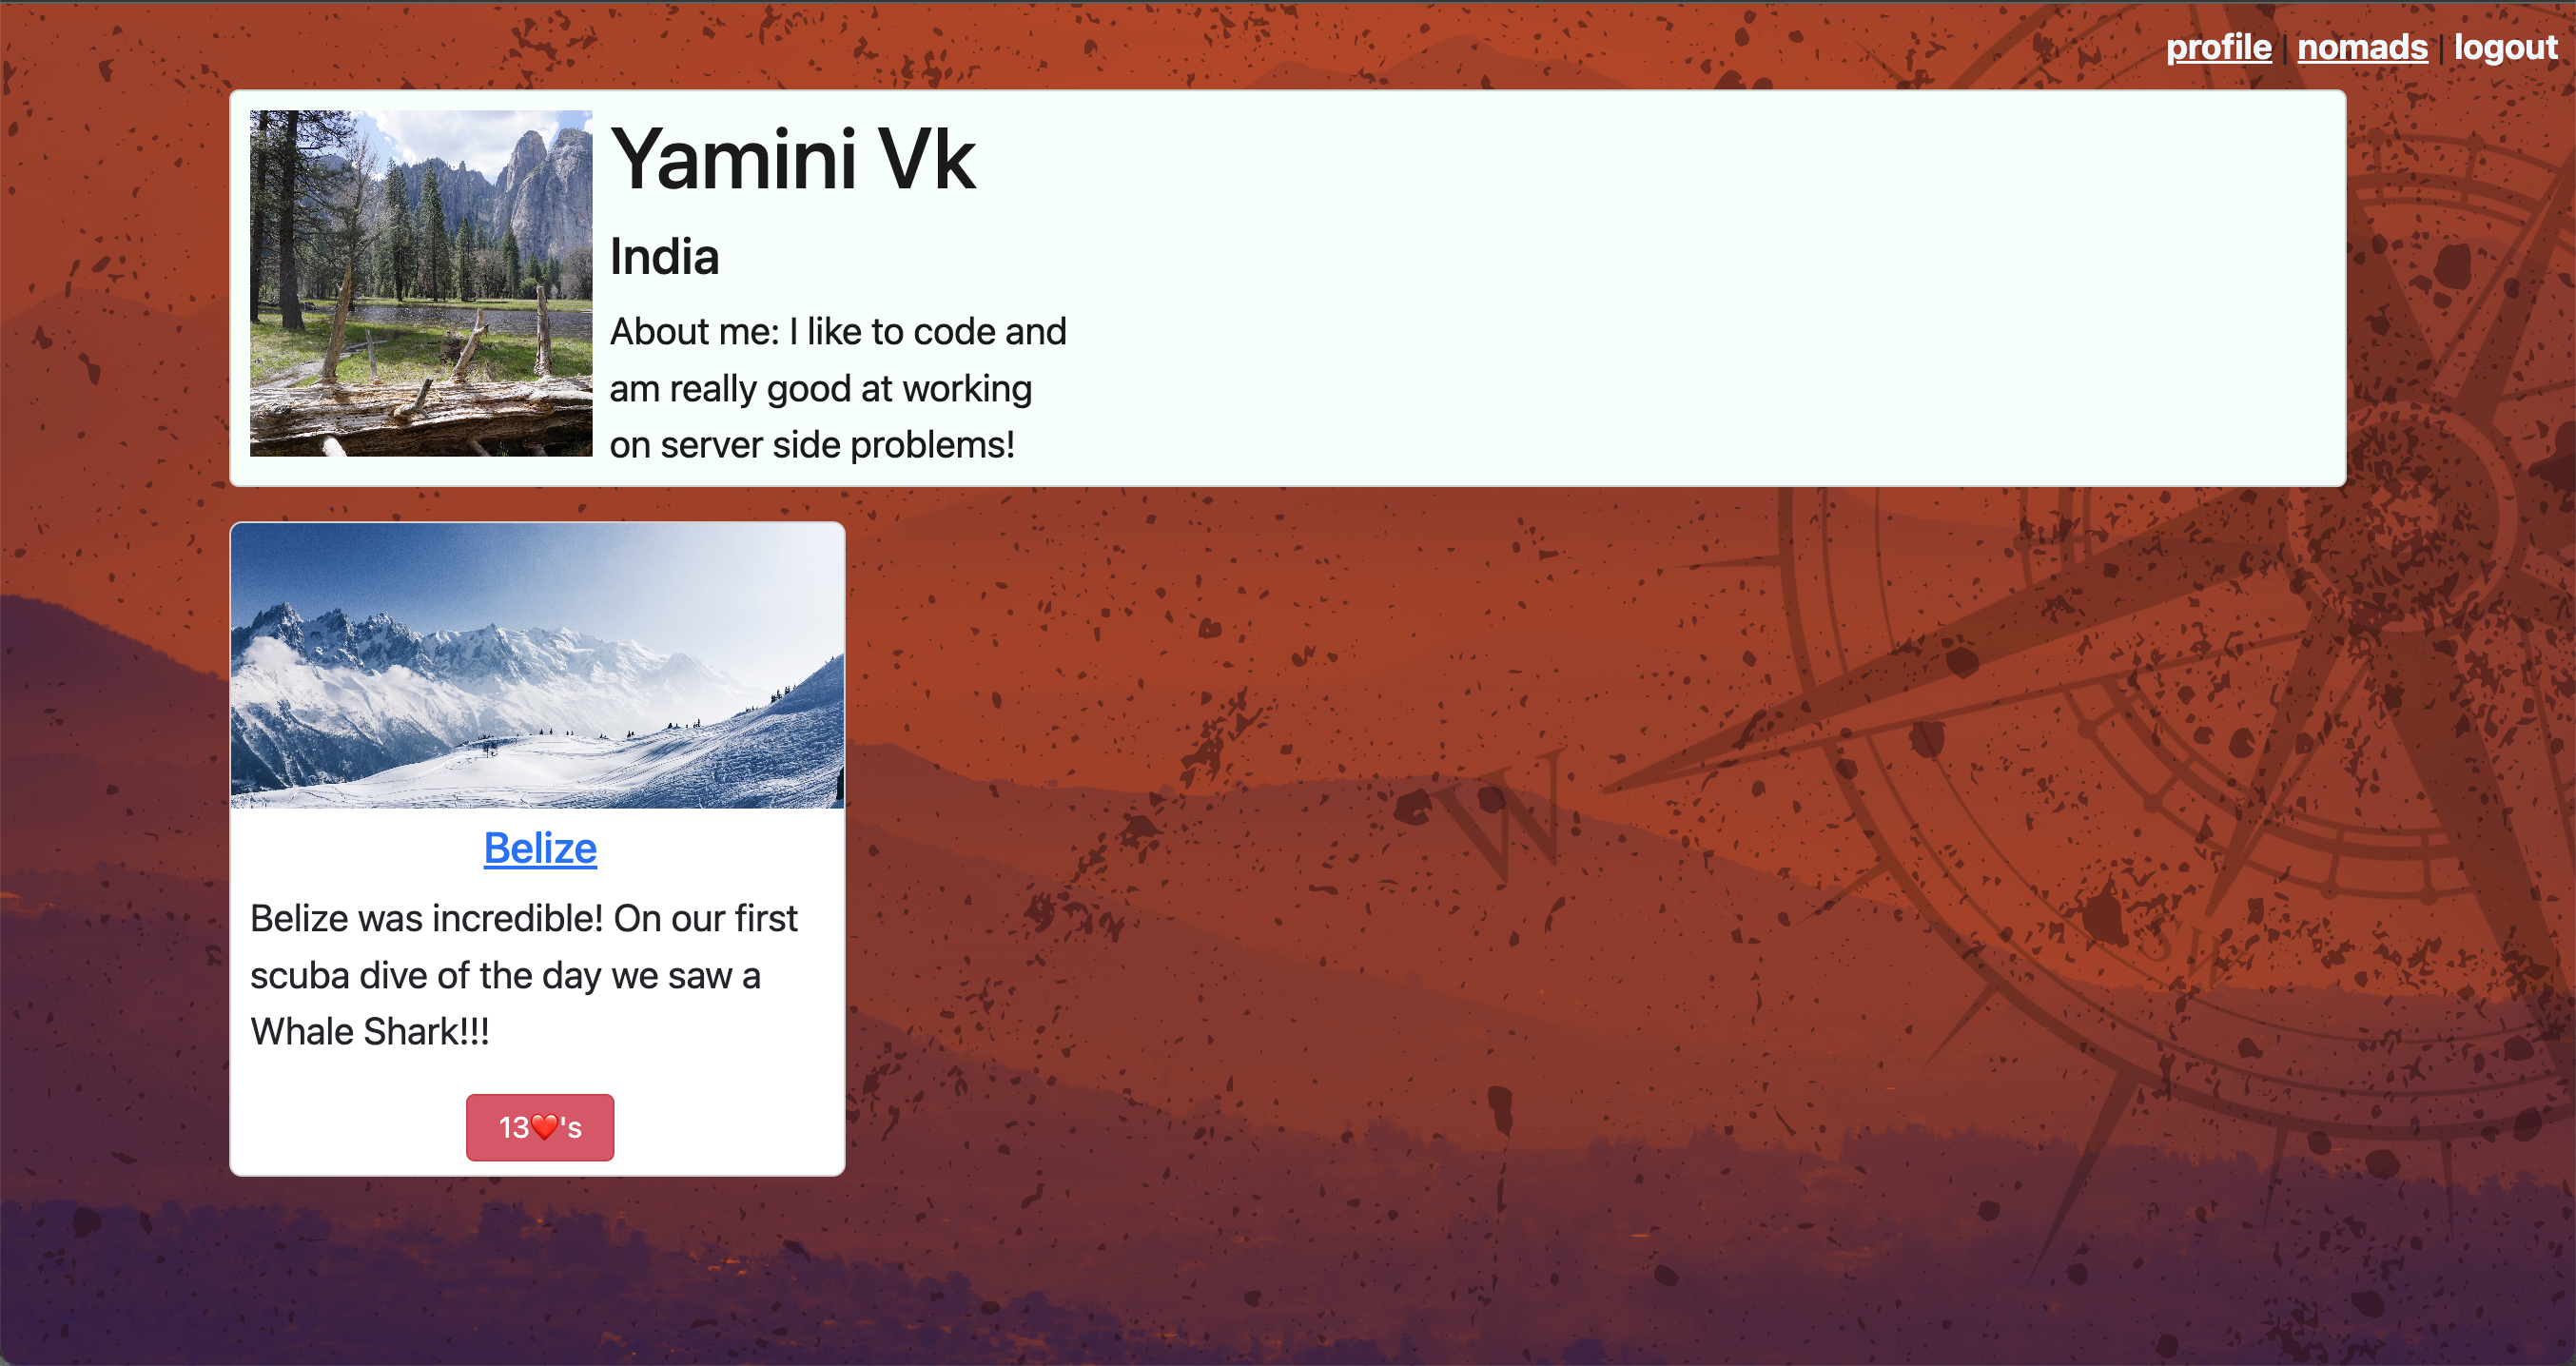 profile | nomads | logout
Yamini Vk
India
About me: I like to code and
am really good at working
on server side problems!
Belize
Belize was incredible! On our first
scuba dive of the day we saw a
Whale Shark!!!
13❤️'s
W
SW